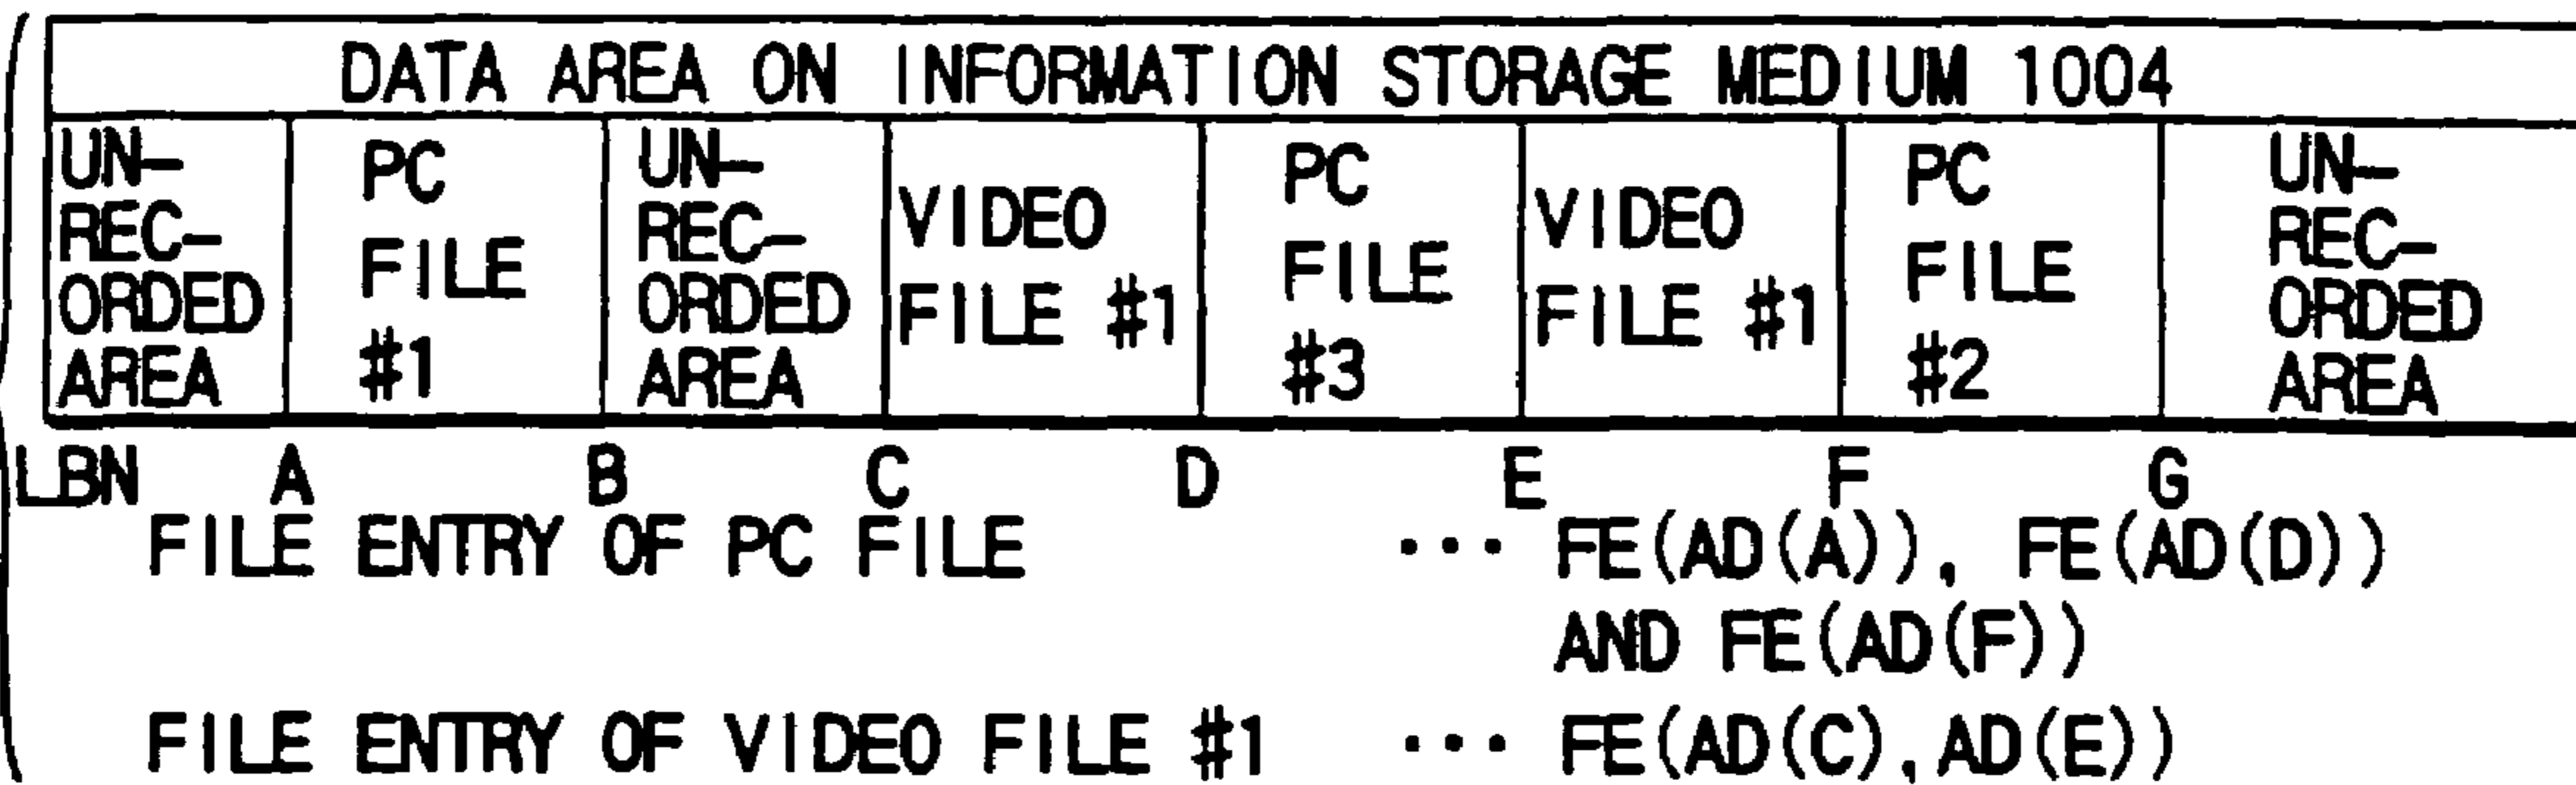 DATA AREA ON INFORMATION STORAGE MEDIUM 1004
UN-
REC-
ORDED
AREA
PC
FILE
#1
UN-
REC-
ORDED
AREA
VIDEO
FILE #1
PC
FILE
#3
VIDEO
FILE #1
PC
FILE
#2
UN-
REC-
ORDED
AREA
LBN A B C D E F G
FILE ENTRY OF PC FILE ··· FE(AD(A)), FE(AD(D))
AND FE(AD(F))
FILE ENTRY OF VIDEO FILE #1 ··· FE(AD(C), AD(E))